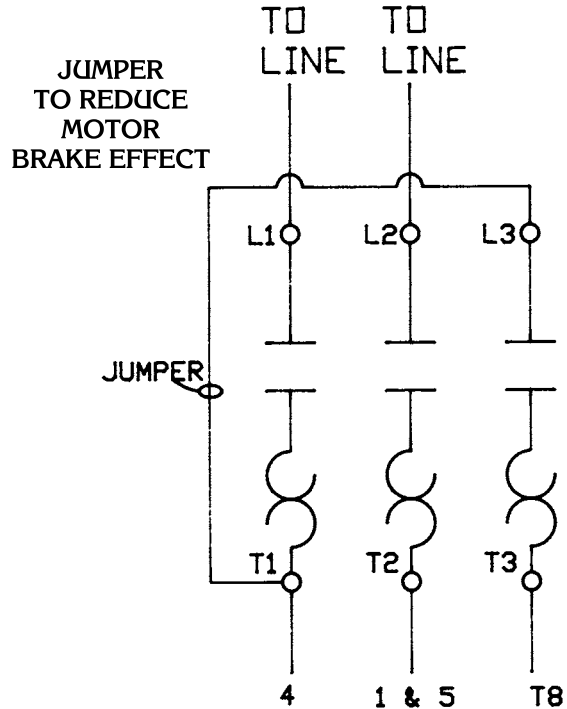 TO
LINE
TO
LINE
JUMPER
TO REDUCE
MOTOR
BRAKE EFFECT
L1
L2
L3
JUMPER
T1
T2
T3
4
1 & 5
T8